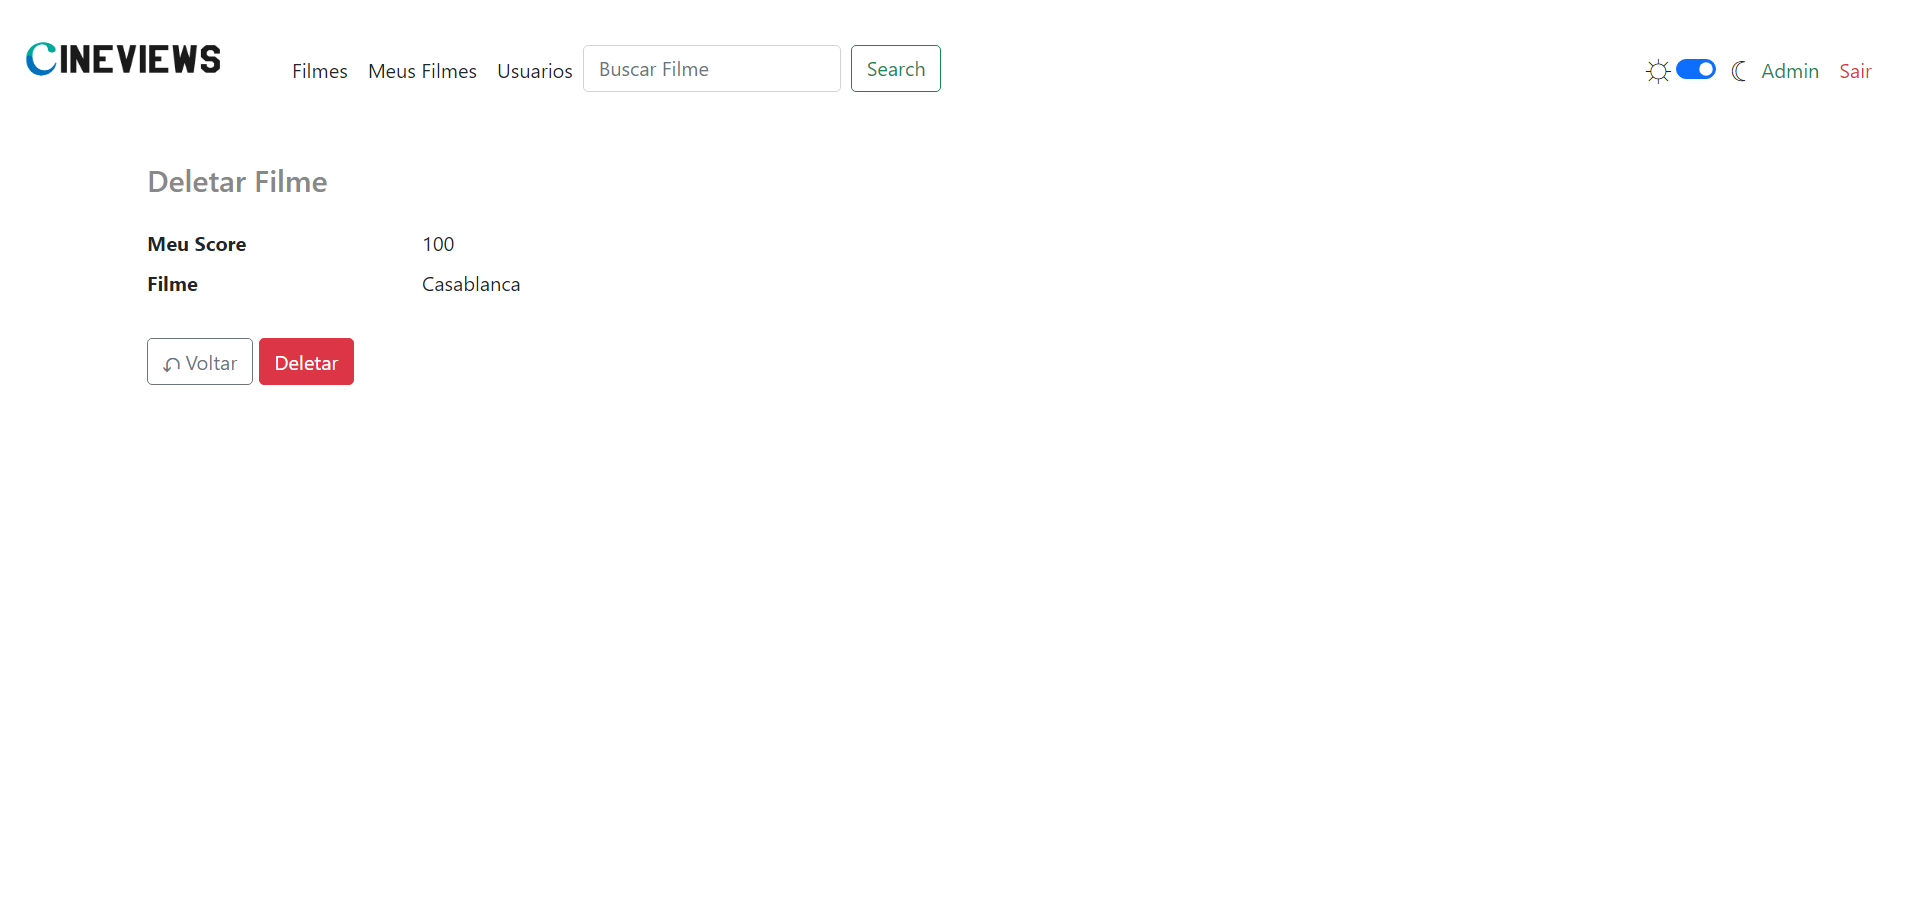 CINEVIEWS
Filmes Meus Filmes Usuarios Buscar Filme Search Admin Sair
Deletar Filme
Meu Score 100
Filme Casablanca
Voltar Deletar